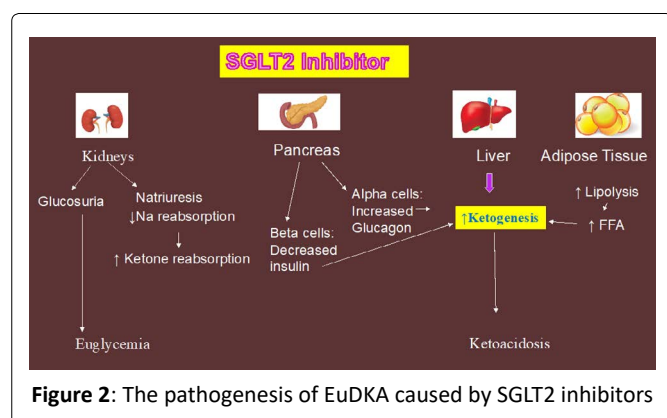 SGLT2 Inhibitor
Kidneys
Pancreas
Liver
Adipose Tissue
Glucosuria
Natriuresis
↓Na reabsorption
↑ Ketone reabsorption
Euglycemia
Beta cells:
Decreased
insulin
Alpha cells:
Increased
Glucagon
↑Ketogenesis
↑ Lipolysis
↑ FFA
Ketoacidosis
Figure 2: The pathogenesis of EuDKA caused by SGLT2 inhibitors